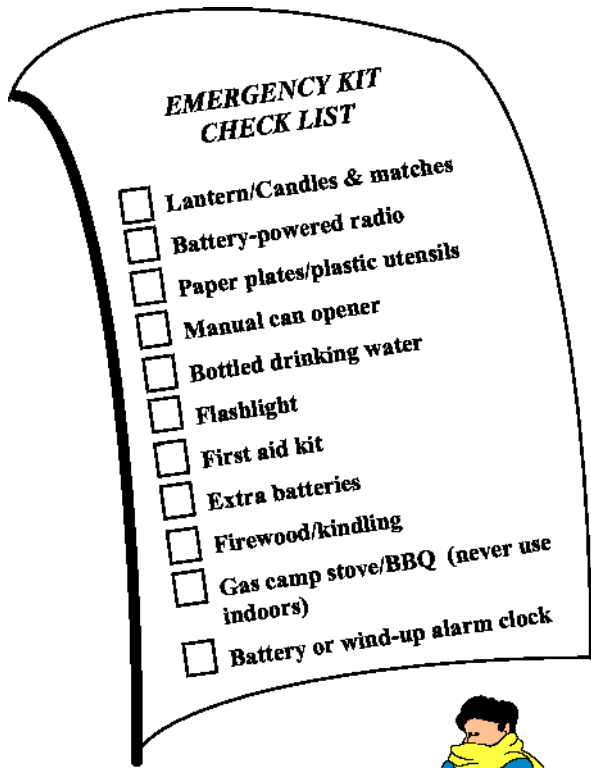 EMERGENCY KIT
CHECK LIST
Lantern/Candles & matches
Battery-powered radio
Paper plates/plastic utensils
Manual can opener
Bottled drinking water
Flashlight
First aid kit
Extra batteries
Firewood/kindling
Gas camp stove/BBQ (never use
indoors)
Battery or wind-up alarm clock